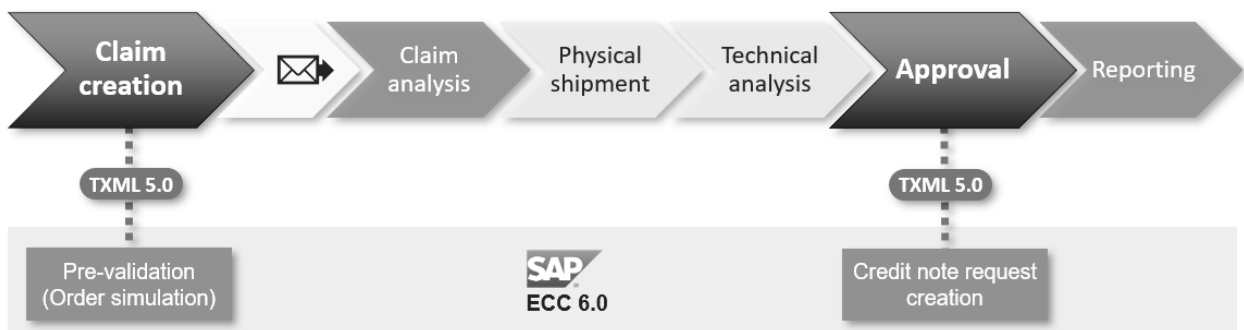 Claim
creation
Claim
analysis
Physical
shipment
Technical
analysis
Approval
Reporting
TXML 5.0
TXML 5.0
Pre-validation
(Order simulation)
SAP
ECC 6.0
Credit note request
creation